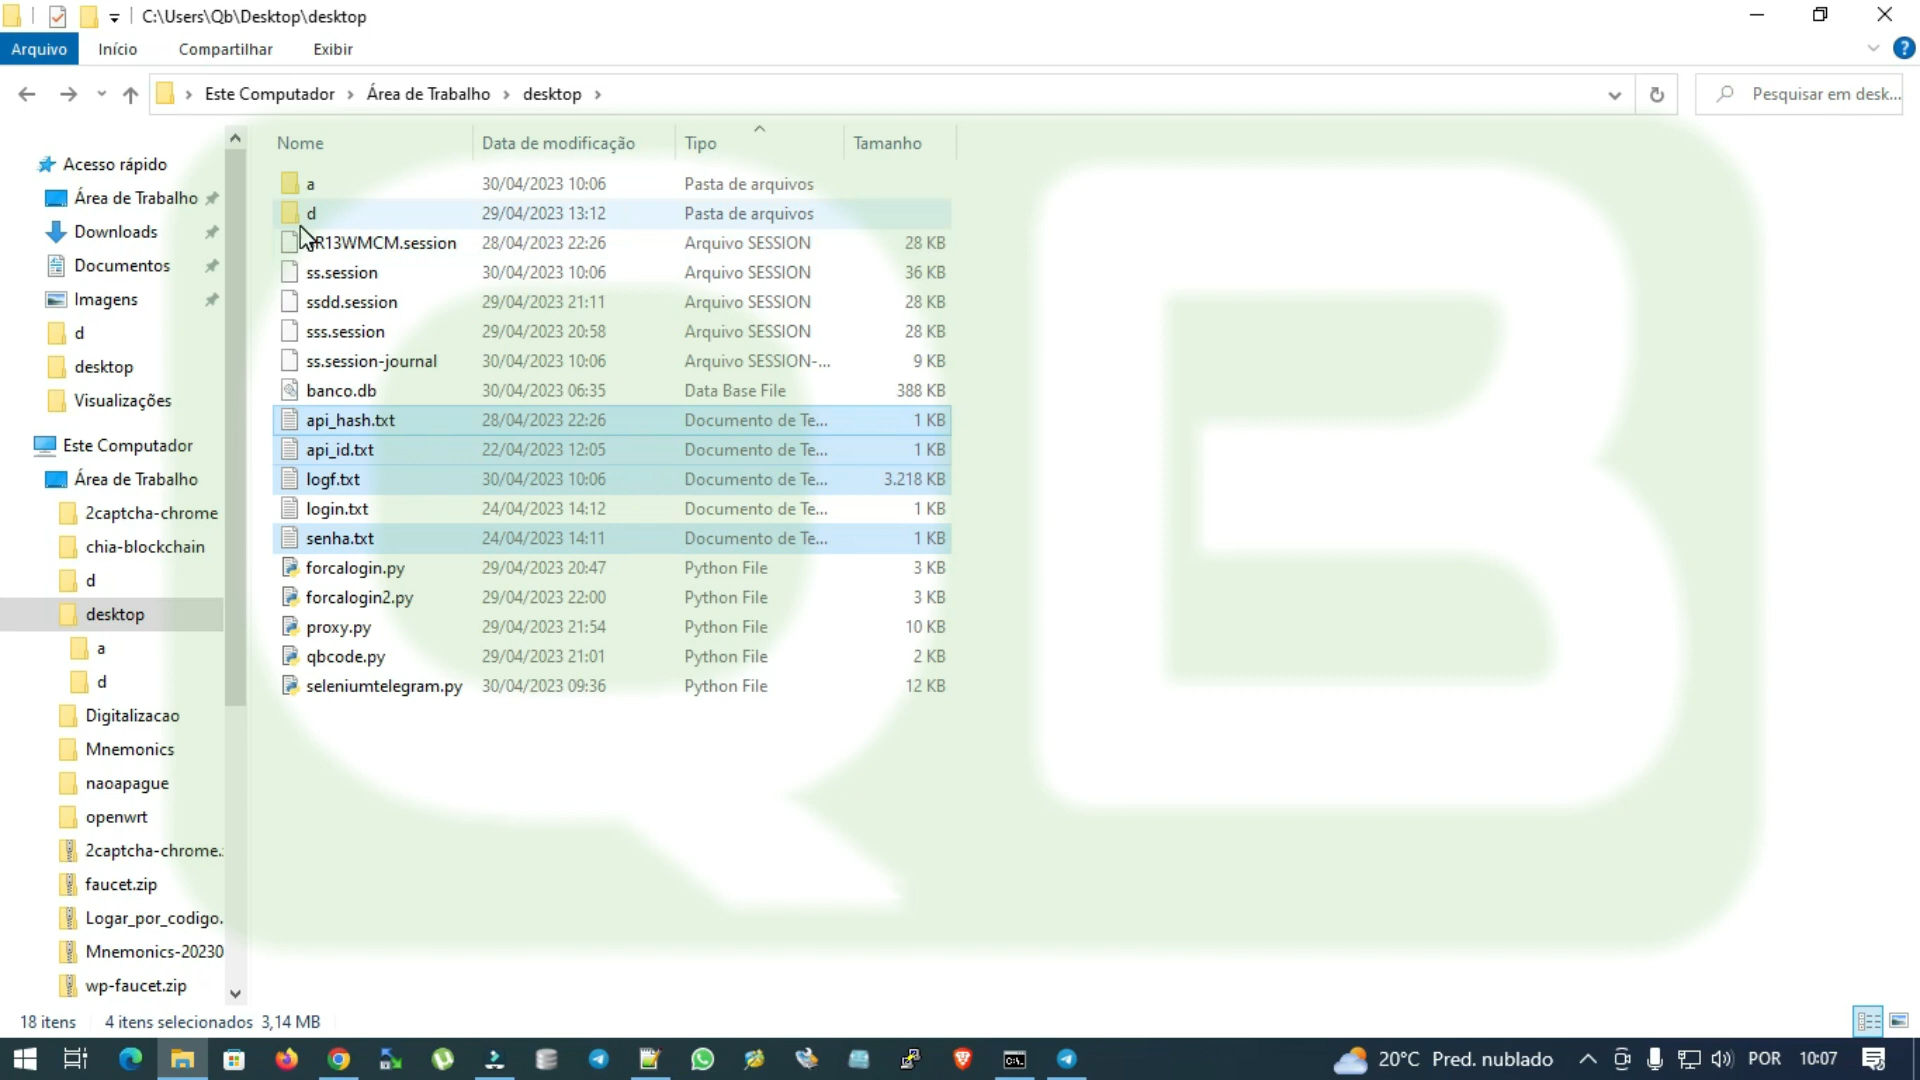 C:\Users\Qb\Desktop\desktop
Arquivo Início Compartilhar Exibir
Este Computador Área de Trabalho desktop Pesquisar em desk...
Nome Data de modificação Tipo Tamanho
a 30/04/2023 10:06 Pasta de arquivos
d 29/04/2023 13:12 Pasta de arquivos
28/04/2023 22:26 Arquivo SESSION 28 KB
ss.session 30/04/2023 10:06 Arquivo SESSION 36 KB
ssdd.session 29/04/2023 21:11 Arquivo SESSION 28 KB
sss.session 29/04/2023 20:58 Arquivo SESSION 28 KB
ss.session-journal 30/04/2023 10:06 Arquivo SESSION-... 9 KB
banco.db 30/04/2023 06:35 Data Base File 388 KB
api_hash.txt 28/04/2023 22:26 Documento de Te... 1 KB
api_id.txt 22/04/2023 12:05 Documento de Te... 1 KB
logf.txt 30/04/2023 10:06 Documento de Te... 3.218 KB
login.txt 24/04/2023 14:12 Documento de Te... 1 KB
senha.txt 24/04/2023 14:11 Documento de Te... 1 KB
forcalogin.py 29/04/2023 20:47 Python File 3 KB
forcalogin2.py 29/04/2023 22:00 Python File 3 KB
proxy.py 29/04/2023 21:54 Python File 10 KB
qbcode.py 29/04/2023 21:01 Python File 2 KB
seleniumtelegram.py 30/04/2023 09:36 Python File 12 KB
Acesso rápido
Área de Trabalho
Downloads
Documentos
Imagens
d
desktop
Visualizações
Este Computador
Área de Trabalho
2captcha-chrome
chia-blockchain
d
desktop
a
d
Digitalizacao
Mnemonics
naoapague
openwrt
2captcha-chrome.
faucet.zip
Logar_por_codigo.
Mnemonics-20230
wp-faucet.zip
QB
18 itens 4 itens selecionados 3,14 MB
20°C Pred. nublado POR 10:07